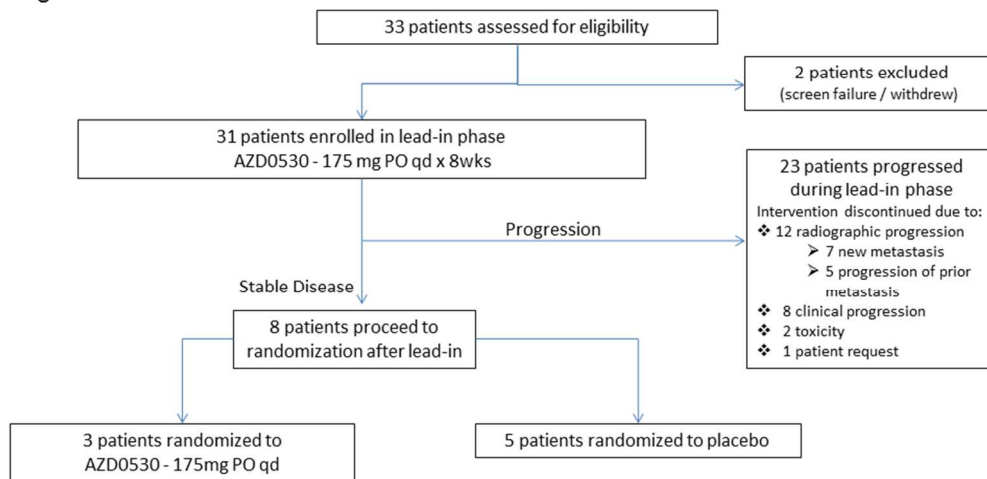 33 patients assessed for eligibility
2 patients excluded
(screen failure / withdrew)
31 patients enrolled in lead-in phase
AZD0530 - 175 mg PO qd x 8wks
23 patients progressed
during lead-in phase
Intervention discontinued due to:
❖ 12 radiographic progression
➢ 7 new metastasis
➢ 5 progression of prior
metastasis
❖ 8 clinical progression
❖ 2 toxicity
❖ 1 patient request
Progression
Stable Disease
8 patients proceed to
randomization after lead-in
3 patients randomized to
AZD0530 - 175mg PO qd
5 patients randomized to placebo